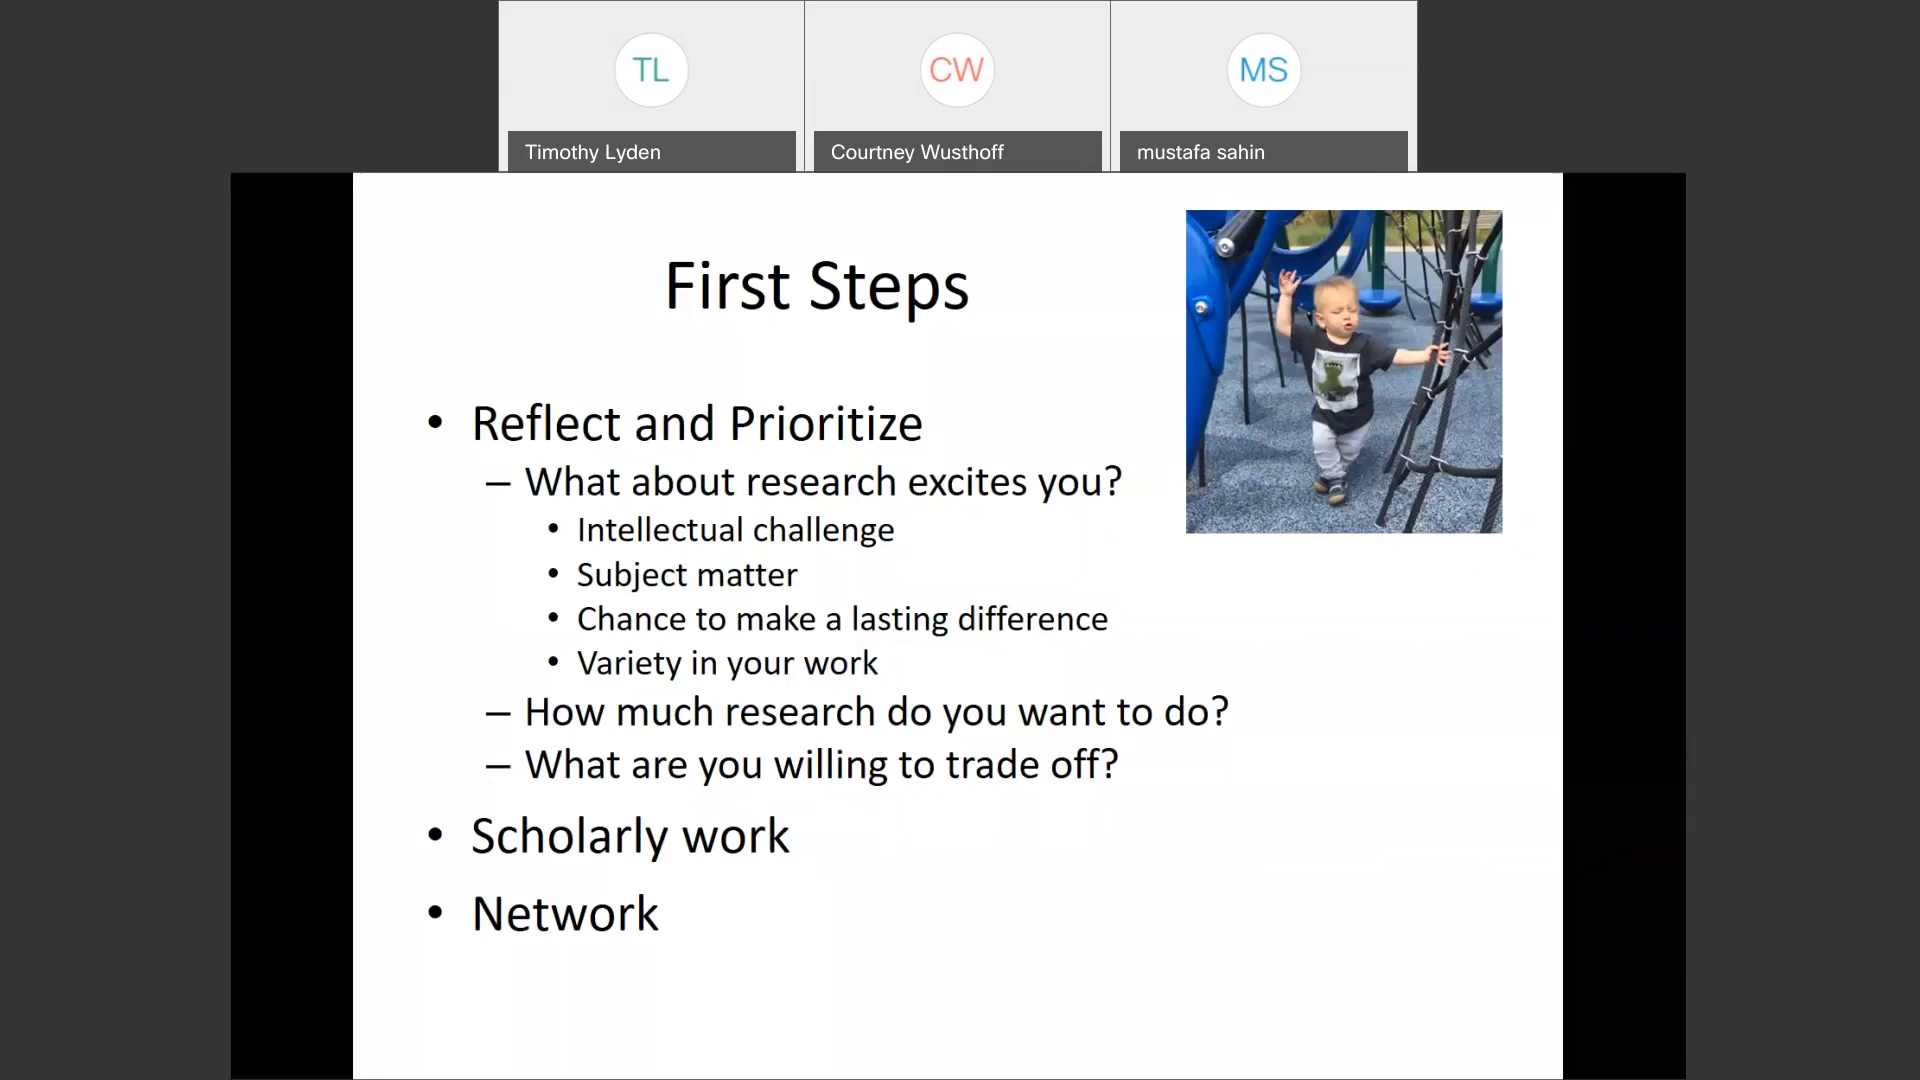 TL
CW
MS
Timothy Lyden
Courtney Wusthoff
mustafa sahin
First Steps
• Reflect and Prioritize
– What about research excites you?
• Intellectual challenge
• Subject matter
• Chance to make a lasting difference
• Variety in your work
– How much research do you want to do?
– What are you willing to trade off?
• Scholarly work
• Network